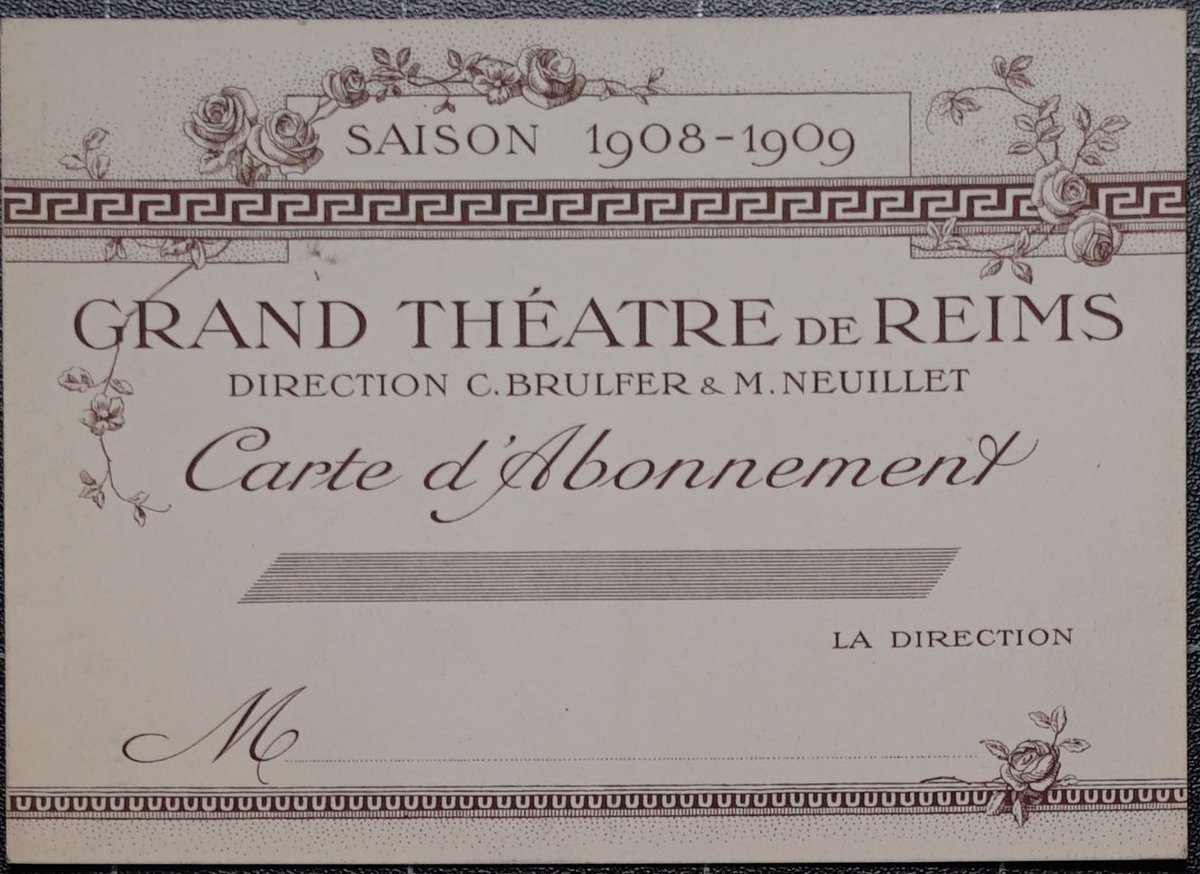 SAISON 1908-1909
GRAND THÉATRE DE REIMS
DIRECTION C. BRULFER & M. NEUILLET
Carte d'Abonnement
LA DIRECTION
M